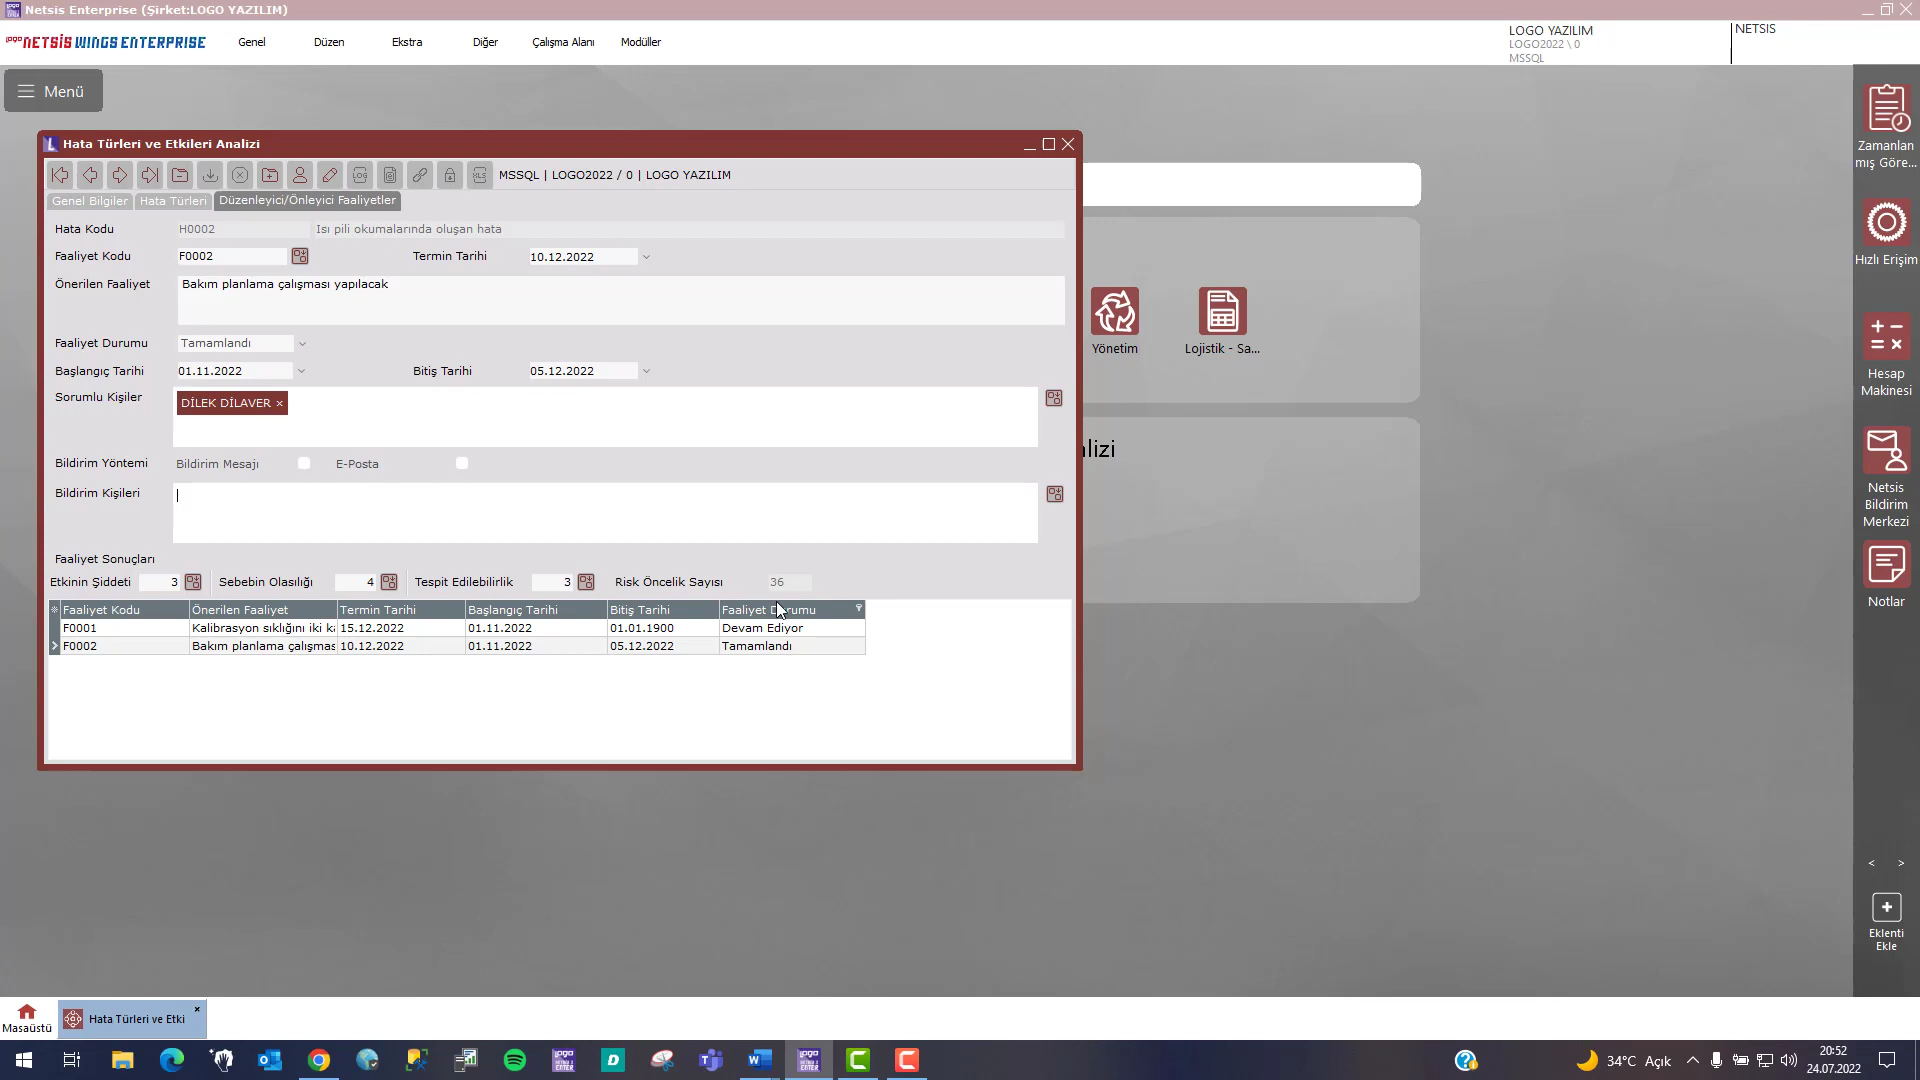 Netsis Enterprise (Şirket:LOGO YAZILIM)
NETSİS WINGS ENTERPRISE
Genel
Düzen
Ekstra
Diğer
Çalışma Alanı
Modüller
LOGO YAZILIM
LOGO2022 \ 0
MSSQL
NETSIS
Menü
Hata Türleri ve Etkileri Analizi
MSSQL | LOGO2022 / 0 | LOGO YAZILIM
Genel Bilgiler
Hata Türleri
Düzenleyici/Önleyici Faaliyetler
Hata Kodu
H0002
Isı pili okumalarında oluşan hata
Faaliyet Kodu
F0002
Termin Tarihi
10.12.2022
Önerilen Faaliyet
Bakım planlama çalışması yapılacak
Faaliyet Durumu
Tamamlandı
Başlangıç Tarihi
01.11.2022
Bitiş Tarihi
05.12.2022
Sorumlu Kişiler
DİLEK DİLAVER ×
Bildirim Yöntemi
Bildirim Mesajı
E-Posta
Bildirim Kişileri
Faaliyet Sonuçları
Etkinin Şiddeti
3
Sebebin Olasılığı
4
Tespit Edilebilirlik
3
Risk Öncelik Sayısı
36
Faaliyet Kodu
Önerilen Faaliyet
Termin Tarihi
Başlangıç Tarihi
Bitiş Tarihi
Faaliyet Durumu
F0001
Kalibrasyon sıklığını iki ka
15.12.2022
01.11.2022
01.01.1900
Devam Ediyor
F0002
Bakım planlama çalışmas
10.12.2022
01.11.2022
05.12.2022
Tamamlandı
Yönetim
Lojistik - Sa...
lizi
Zamanlan
mış Göre...
Hızlı Erişim
Hesap
Makinesi
Netsis
Bildirim
Merkezi
Notlar
Eklenti
Ekle
Masaüstü
Hata Türleri ve Etki
34°C Açık
20:52
24.07.2022